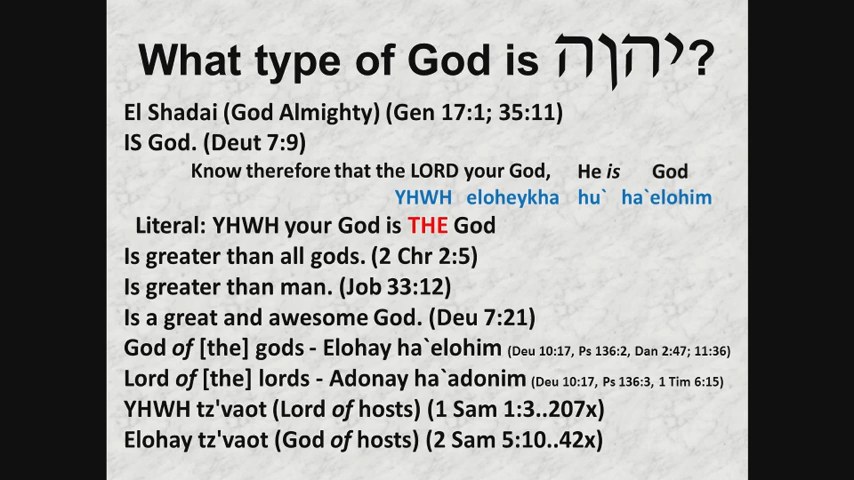 What type of God is יהוה?
El Shadai (God Almighty) (Gen 17:1; 35:11)
IS God. (Deut 7:9)
Know therefore that the LORD your God, He is God
YHWH eloheykha hu` ha`elohim
Literal: YHWH your God is THE God
Is greater than all gods. (2 Chr 2:5)
Is greater than man. (Job 33:12)
Is a great and awesome God. (Deu 7:21)
God of [the] gods - Elohay ha`elohim (Deu 10:17, Ps 136:2, Dan 2:47; 11:36)
Lord of [the] lords - Adonay ha`adonim (Deu 10:17, Ps 136:3, 1 Tim 6:15)
YHWH tz'vaot (Lord of hosts) (1 Sam 1:3..207x)
Elohay tz'vaot (God of hosts) (2 Sam 5:10..42x)